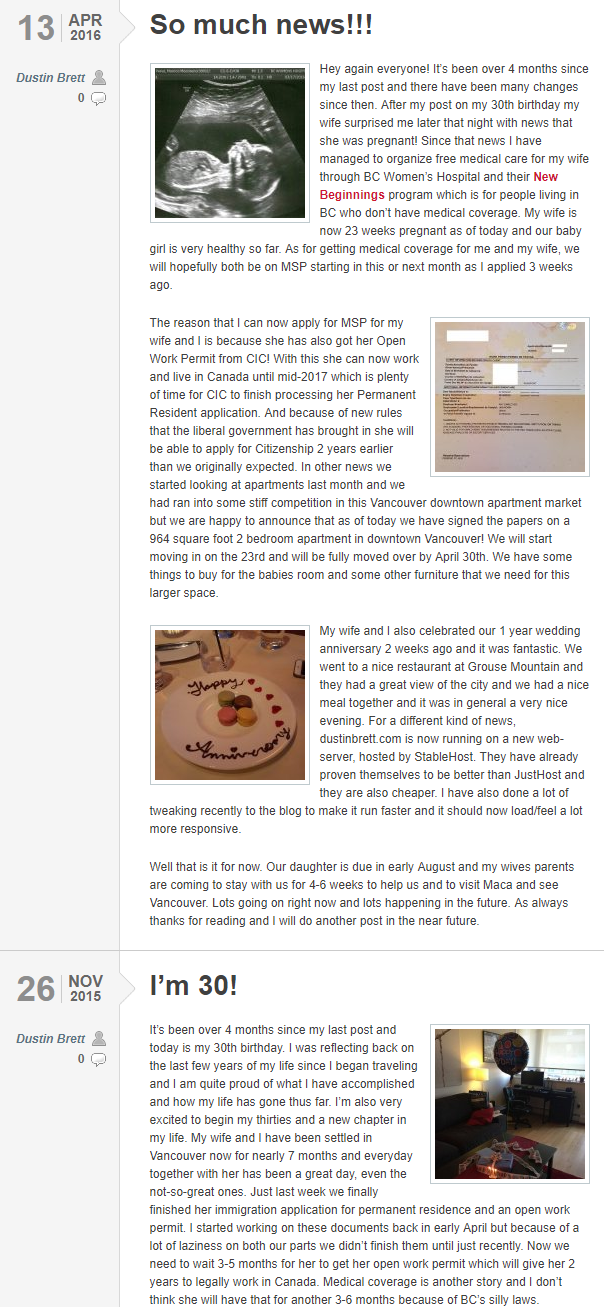 13 APR 2016
So much news!!!
Dustin Brett
0
Hey again everyone! It's been over 4 months since
my last post and there have been many changes
since then. After my post on my 30th birthday my
wife surprised me later that night with news that
she was pregnant! Since that news I have
managed to organize free medical care for my wife
through BC Women's Hospital and their New
Beginnings program which is for people living in
BC who don't have medical coverage. My wife is
now 23 weeks pregnant as of today and our baby
girl is very healthy so far. As for getting medical coverage for me and my wife, we
will hopefully both be on MSP starting in this or next month as I applied 3 weeks
ago.
The reason that I can now apply for MSP for my
wife and I is because she has also got her Open
Work Permit from CIC! With this she can now work
and live in Canada until mid-2017 which is plenty
of time for CIC to finish processing her Permanent
Resident application. And because of new rules
that the liberal government has brought in she will
be able to apply for Citizenship 2 years earlier
than we originally expected. In other news we
started looking at apartments last month and we
had ran into some stiff competition in this Vancouver downtown apartment market
but we are happy to announce that as of today we have signed the papers on a
964 square foot 2 bedroom apartment in downtown Vancouver! We will start
moving in on the 23rd and will be fully moved over by April 30th. We have some
things to buy for the babies room and some other furniture that we need for this
larger space.
Happy
Anniversary
My wife and I also celebrated our 1 year wedding
anniversary 2 weeks ago and it was fantastic. We
went to a nice restaurant at Grouse Mountain and
they had a great view of the city and we had a nice
meal together and it was in general a very nice
evening. For a different kind of news,
dustinbrett.com is now running on a new web-
server, hosted by StableHost. They have already
proven themselves to be better than JustHost and
they are also cheaper. I have also done a lot of
tweaking recently to the blog to make it run faster and it should now load/feel a lot
more responsive.
Well that is it for now. Our daughter is due in early August and my wives parents
are coming to stay with us for 4-6 weeks to help us and to visit Maca and see
Vancouver. Lots going on right now and lots happening in the future. As always
thanks for reading and I will do another post in the near future.
26 NOV 2015
I'm 30!
Dustin Brett
0
It's been over 4 months since my last post and
today is my 30th birthday. I was reflecting back on
the last few years of my life since I began traveling
and I am quite proud of what I have accomplished
and how my life has gone thus far. I'm also very
excited to begin my thirties and a new chapter in
my life. My wife and I have been settled in
Vancouver now for nearly 7 months and everyday
together with her has been a great day, even the
not-so-great ones. Just last week we finally
finished her immigration application for permanent residence and an open work
permit. I started working on these documents back in early April but because of a
lot of laziness on both our parts we didn't finish them until just recently. Now we
need to wait 3-5 months for her to get her open work permit which will give her 2
years to legally work in Canada. Medical coverage is another story and I don't
think she will have that for another 3-6 months because of BC's silly laws.